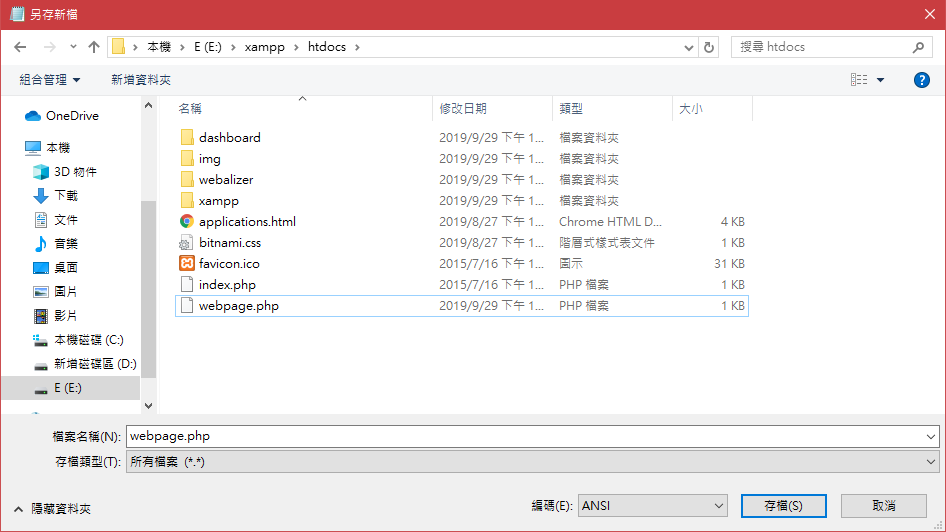 另存新檔
本機 E (E:) xampp htdocs
搜尋 htdocs
組合管理 新增資料夾
OneDrive
本機
3D 物件
下載
文件
音樂
桌面
圖片
影片
本機磁碟 (C:)
新增磁碟區 (D:)
E (E:)
名稱 修改日期 類型 大小
dashboard 2019/9/29 下午 1... 檔案資料夾
img 2019/9/29 下午 1... 檔案資料夾
webalizer 2019/9/29 下午 1... 檔案資料夾
xampp 2019/9/29 下午 1... 檔案資料夾
applications.html 2019/8/27 下午 1... Chrome HTML D... 4 KB
bitnami.css 2019/8/27 下午 1... 階層式樣式表文件 1 KB
favicon.ico 2015/7/16 下午 1... 圖示 31 KB
index.php 2015/7/16 下午 1... PHP 檔案 1 KB
webpage.php 2019/9/29 下午 1... PHP 檔案 1 KB
檔案名稱(N): webpage.php
存檔類型(T): 所有檔案 (*.*)
隱藏資料夾
編碼(E): ANSI 存檔(S) 取消